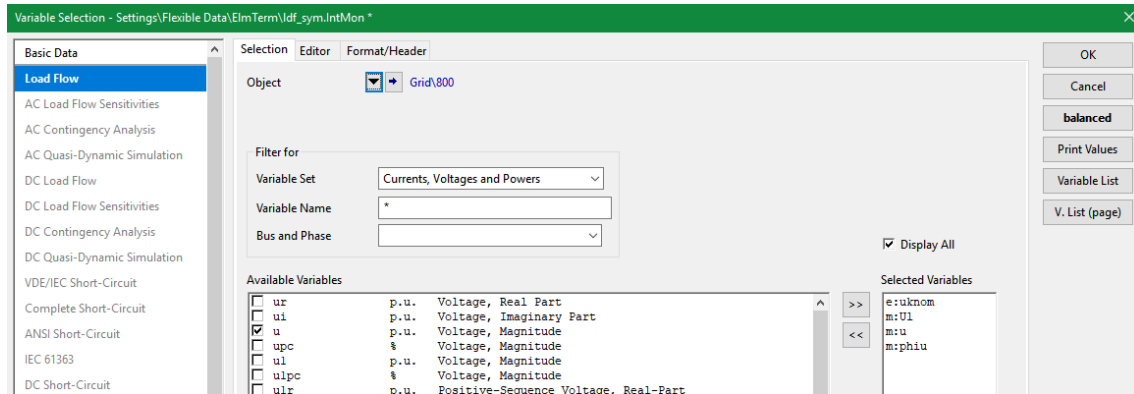 Variable Selection - Settings\Flexible Data\ElmTerm\ldf_sym.IntMon *
Basic Data
Load Flow
AC Load Flow Sensitivities
AC Contingency Analysis
AC Quasi-Dynamic Simulation
DC Load Flow
DC Load Flow Sensitivities
DC Contingency Analysis
DC Quasi-Dynamic Simulation
VDE/IEC Short-Circuit
Complete Short-Circuit
ANSI Short-Circuit
IEC 61363
DC Short-Circuit
Selection Editor Format/Header
Object Grid\800
Filter for
Variable Set Currents, Voltages and Powers
Variable Name *
Bus and Phase
Display All
Available Variables
ur p.u. Voltage, Real Part
ui p.u. Voltage, Imaginary Part
u p.u. Voltage, Magnitude
upc % Voltage, Magnitude
ul p.u. Voltage, Magnitude
ulpc % Voltage, Magnitude
ulr p.u. Positive-Sequence Voltage, Real-Part
>>
<<
Selected Variables
e:uknom
m:Ul
m:u
m:phiu
OK
Cancel
balanced
Print Values
Variable List
V. List (page)